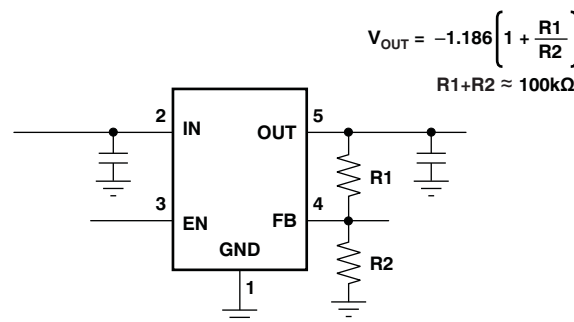 V_OUT = −1.186 (1 + R1/R2)
R1+R2 ≈ 100kΩ
2
IN
OUT
5
R1
3
EN
FB
4
GND
R2
1